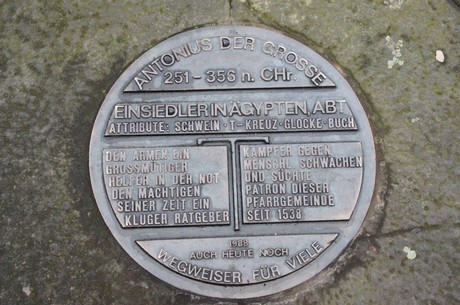 ANTONIUS DER GROSSE
251 - 356 n. CHr.
EINSIEDLER IN ÄGYPTEN, ABT
ATTRIBUTE: SCHWEIN - T-KREUZ-GLOCKE-BUCH
DEN ARMEN EIN
GROSSMÜTIGER
HELFER IN DER NOT
DEN MÄCHTIGEN
SEINER ZEIT EIN
KLUGER RATGEBER
KÄMPFER GEGEN
MENSCHL. SCHWÄCHEN
UND SÜCHTE
PATRON DIESER
PFARRGEMEINDE
SEIT 1538
1988
AUCH HEUTE NOCH
WEGWEISER FÜR VIELE